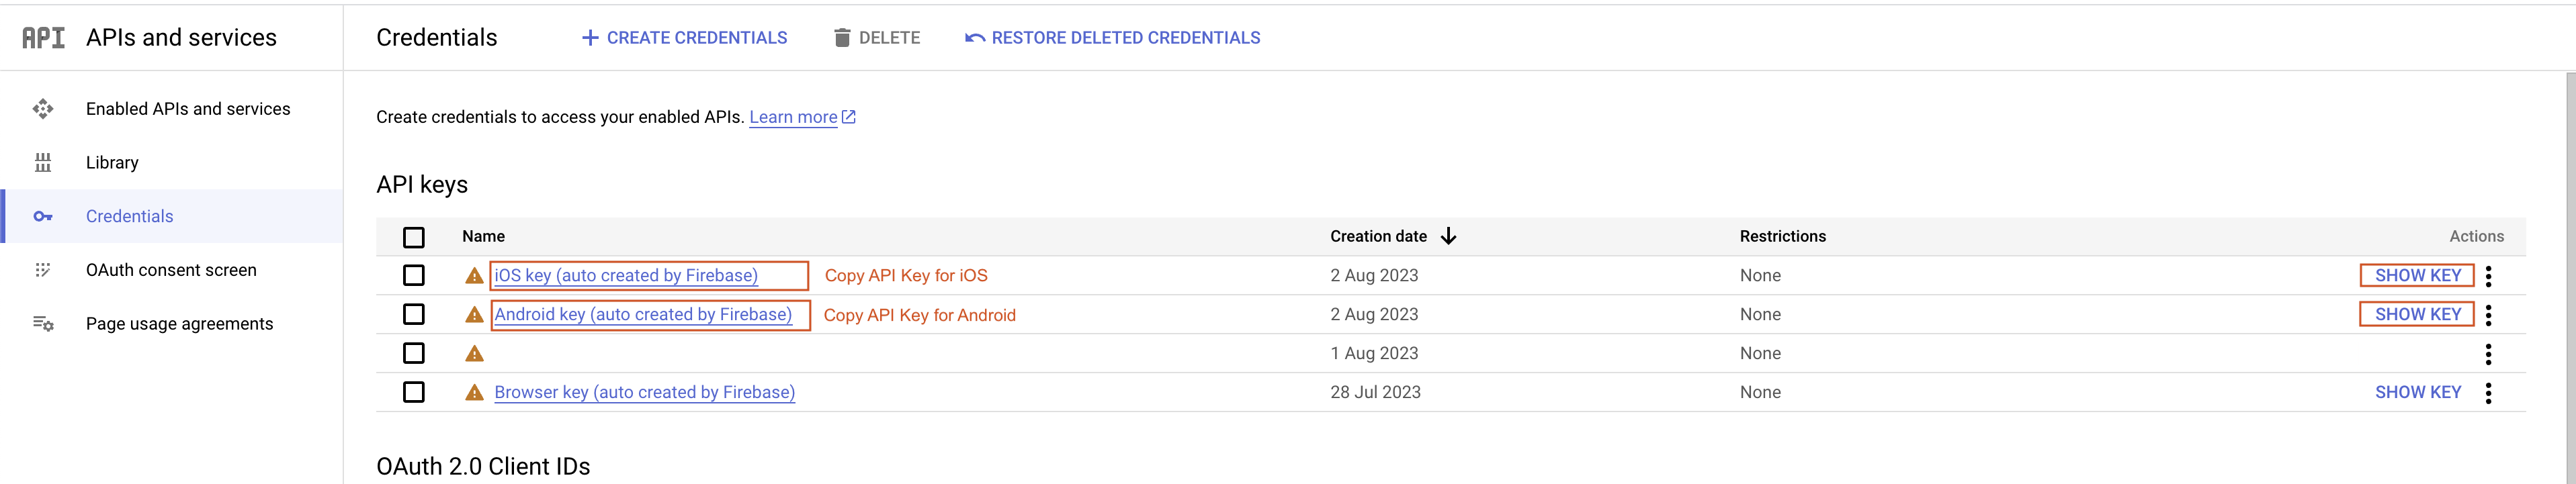 API APIs and services
Credentials
CREATE CREDENTIALS
DELETE
RESTORE DELETED CREDENTIALS
Enabled APIs and services
Library
Credentials
OAuth consent screen
Page usage agreements
Create credentials to access your enabled APIs. Learn more
API keys
Name Creation date Restrictions Actions
iOS key (auto created by Firebase) Copy API Key for iOS 2 Aug 2023 None SHOW KEY
Android key (auto created by Firebase) Copy API Key for Android 2 Aug 2023 None SHOW KEY
1 Aug 2023 None
Browser key (auto created by Firebase) 28 Jul 2023 None SHOW KEY
OAuth 2.0 Client IDs